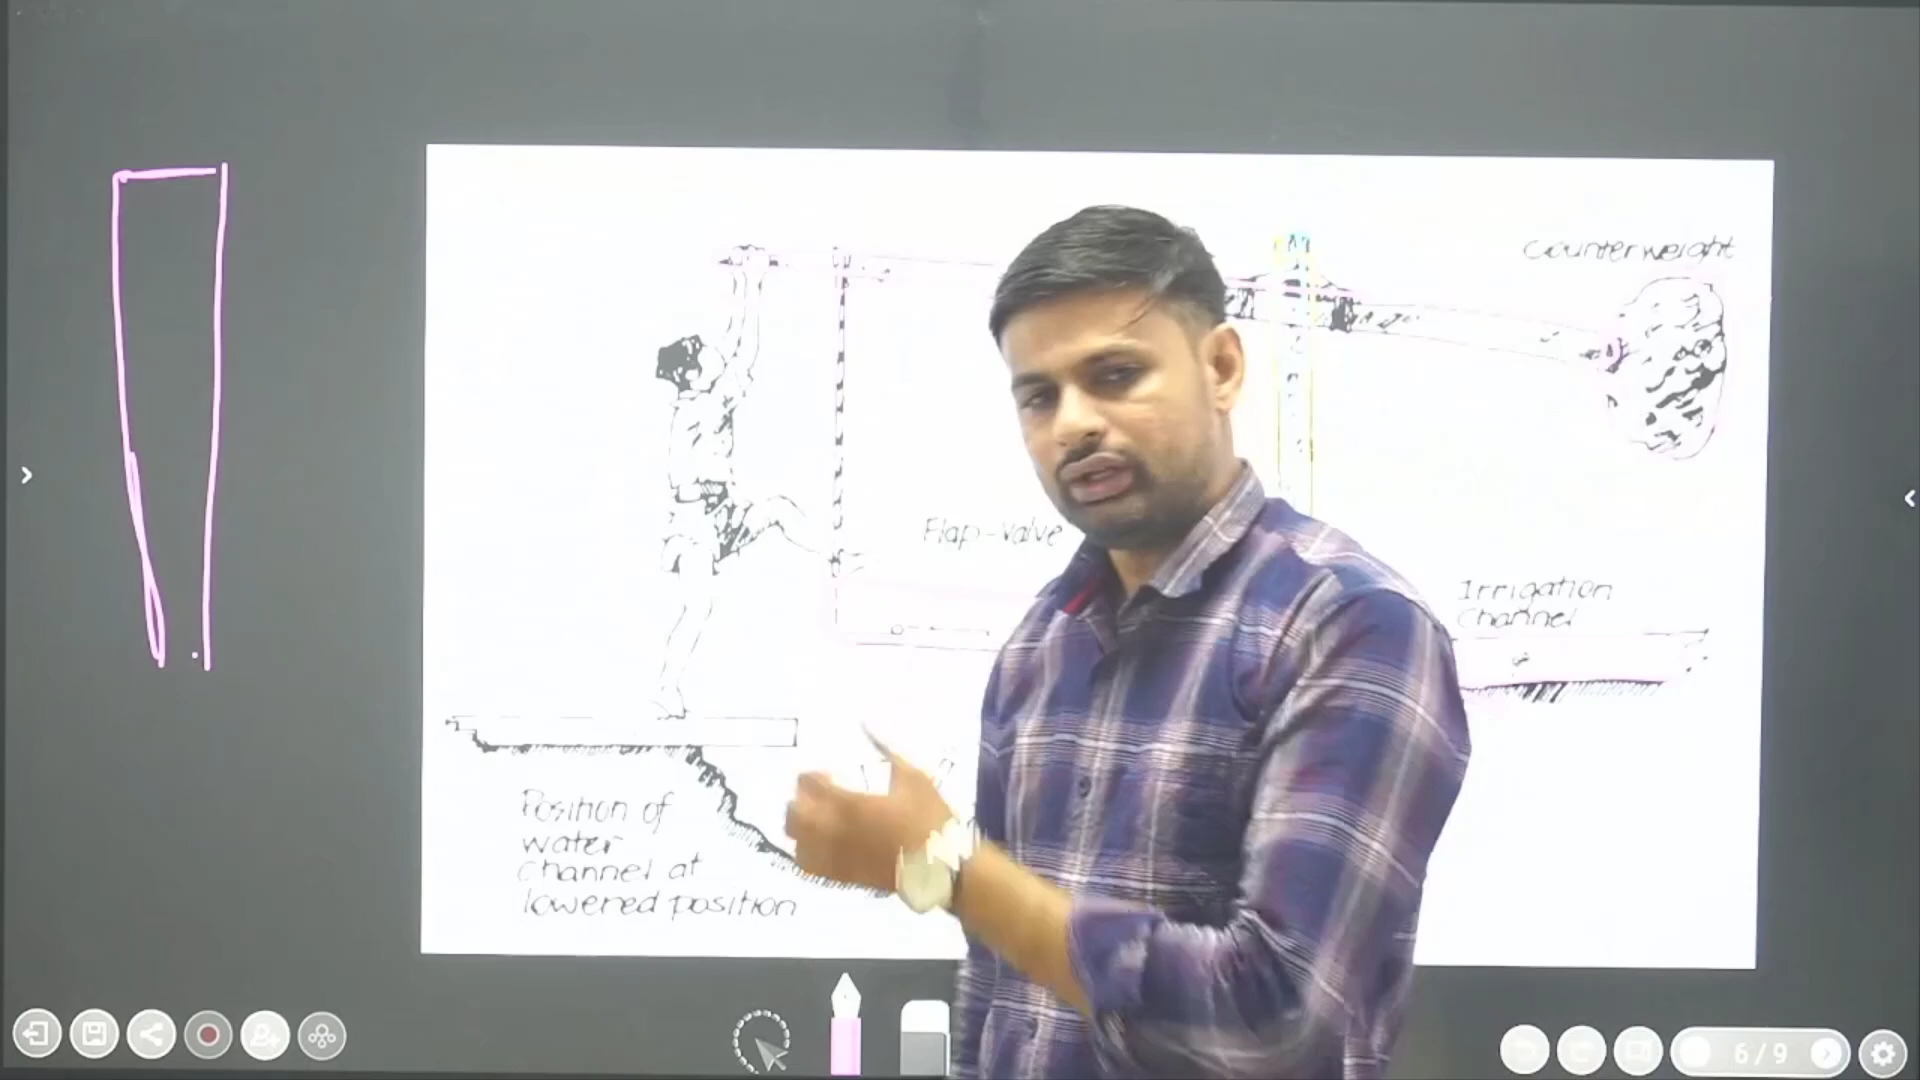 Counterweight
Flap-Valve
Irrigation
Channel
Position of
water
Channel at
lowered position
6/9